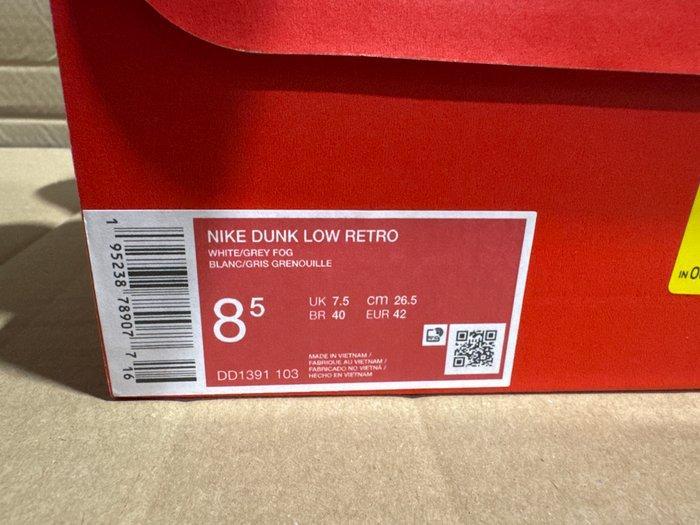 NIKE DUNK LOW RETRO
WHITE/GREY FOG
BLANC/GRIS GRENOUILLE
8⁵
UK 7.5 cm 26.5
BR 40 EUR 42
DD1391 103
MADE IN VIETNAM /
FABRIQUE AU VIETNAM /
FABRICADO NO VIETNÃ /
HECHO EN VIETNAM
1 95238 78907 7 16
IN